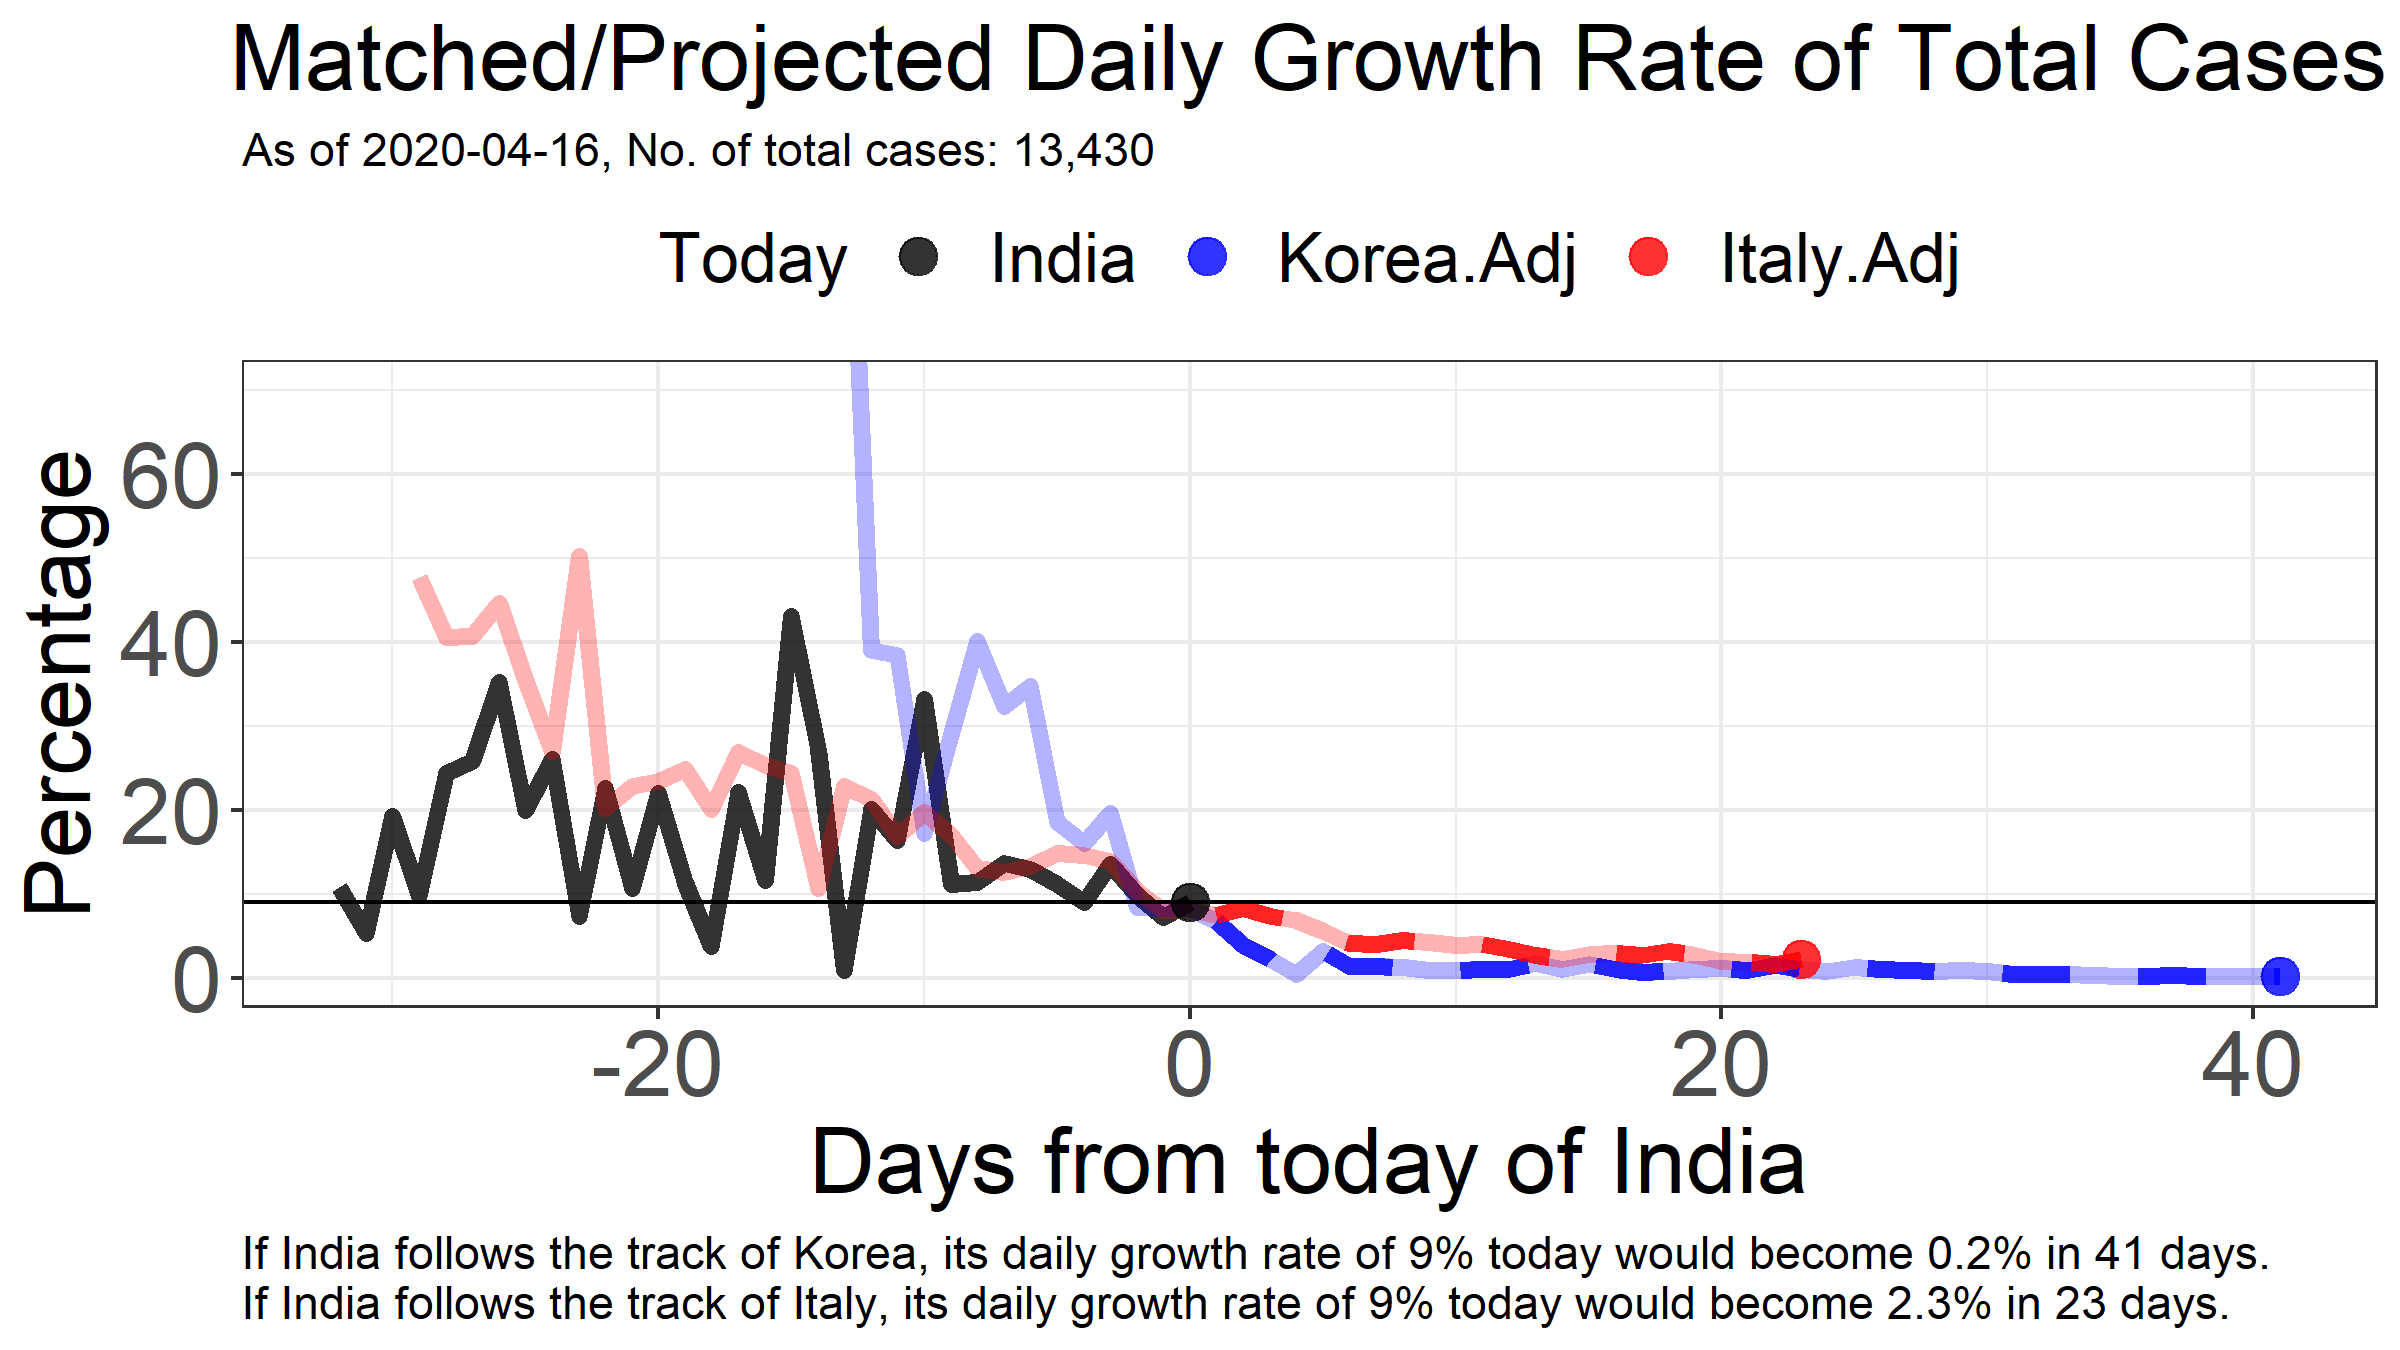 Matched/Projected Daily Growth Rate of Total Cases
As of 2020-04-16, No. of total cases: 13,430
Today India Korea.Adj Italy.Adj
Percentage
60
40
20
0
-20 0 20 40
Days from today of India
If India follows the track of Korea, its daily growth rate of 9% today would become 0.2% in 41 days.
If India follows the track of Italy, its daily growth rate of 9% today would become 2.3% in 23 days.